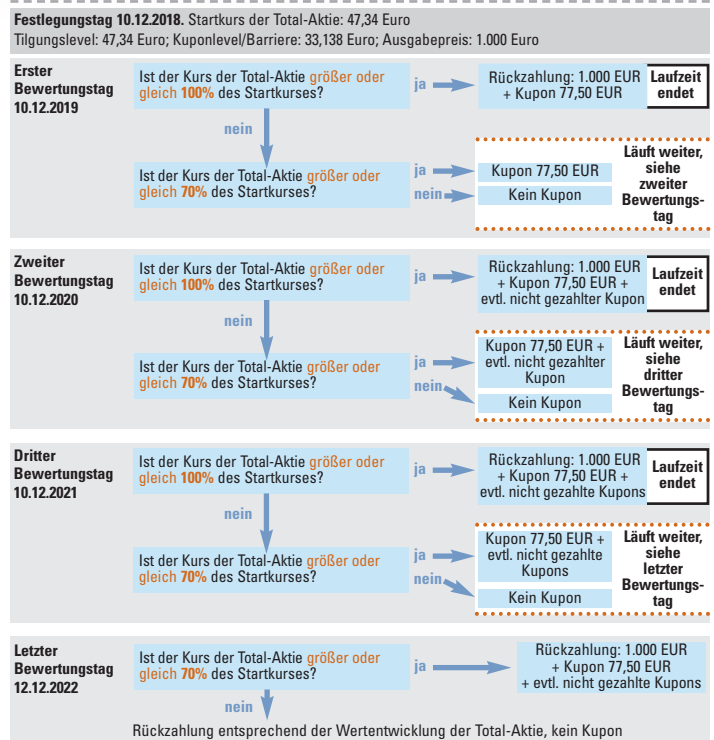 Festlegungstag 10.12.2018. Startkurs der Total-Aktie: 47,34 Euro
Tilgungslevel: 47,34 Euro; Kuponlevel/Barriere: 33,138 Euro; Ausgabepreis: 1.000 Euro
Erster
Bewertungstag
10.12.2019
Ist der Kurs der Total-Aktie größer oder
gleich 100% des Startkurses?
ja
Rückzahlung: 1.000 EUR
+ Kupon 77,50 EUR
Laufzeit
endet
nein
Ist der Kurs der Total-Aktie größer oder
gleich 70% des Startkurses?
ja
Kupon 77,50 EUR
nein
Kein Kupon
Läuft weiter,
siehe
zweiter
Bewertungs-
tag
Zweiter
Bewertungstag
10.12.2020
Ist der Kurs der Total-Aktie größer oder
gleich 100% des Startkurses?
ja
Rückzahlung: 1.000 EUR
+ Kupon 77,50 EUR +
evtl. nicht gezahlter Kupon
Laufzeit
endet
nein
Ist der Kurs der Total-Aktie größer oder
gleich 70% des Startkurses?
ja
Kupon 77,50 EUR +
evtl. nicht gezahlter
Kupon
nein
Kein Kupon
Läuft weiter,
siehe
dritter
Bewertungs-
tag
Dritter
Bewertungstag
10.12.2021
Ist der Kurs der Total-Aktie größer oder
gleich 100% des Startkurses?
ja
Rückzahlung: 1.000 EUR
+ Kupon 77,50 EUR +
evtl. nicht gezahlte Kupons
Laufzeit
endet
nein
Ist der Kurs der Total-Aktie größer oder
gleich 70% des Startkurses?
ja
Kupon 77,50 EUR +
evtl. nicht gezahlte
Kupons
nein
Kein Kupon
Läuft weiter,
siehe
letzter
Bewertungs-
tag
Letzter
Bewertungstag
12.12.2022
Ist der Kurs der Total-Aktie größer oder
gleich 70% des Startkurses?
ja
Rückzahlung: 1.000 EUR
+ Kupon 77,50 EUR
+ evtl. nicht gezahlte Kupons
nein
Rückzahlung entsprechend der Wertentwicklung der Total-Aktie, kein Kupon